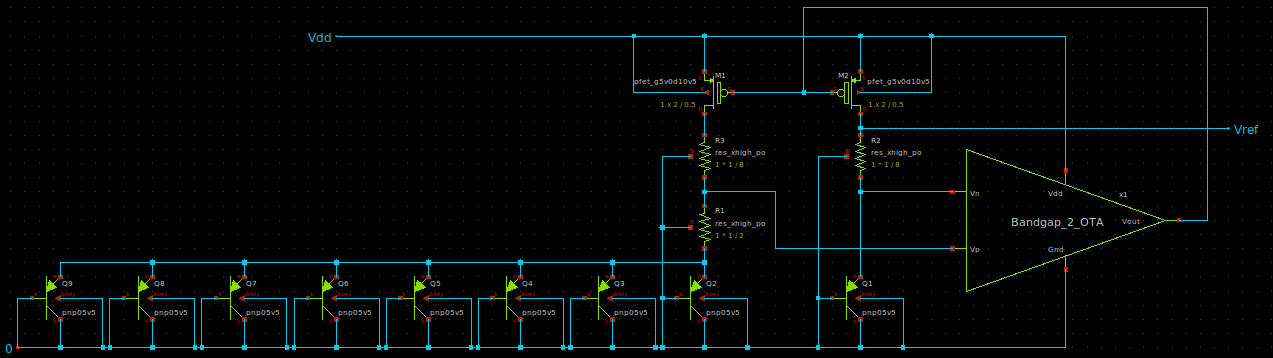 Vdd
M1
pfet_g5v0d10v5
1 x 2 / 0.5
M2
pfet_g5v0d10v5
1 x 2 / 0.5
Vref
R3
res_xhigh_po
1 * 1 / 8
R2
res_xhigh_po
1 * 1 / 8
R1
res_xhigh_po
1 * 1 / 2
Vn
Vdd
x1
Bandgap_2_OTA
Vout
Vp
Gnd
Q9
pnp05v5
Q8
pnp05v5
Q7
pnp05v5
Q6
pnp05v5
Q5
pnp05v5
Q4
pnp05v5
Q3
pnp05v5
Q2
pnp05v5
Q1
pnp05v5
0